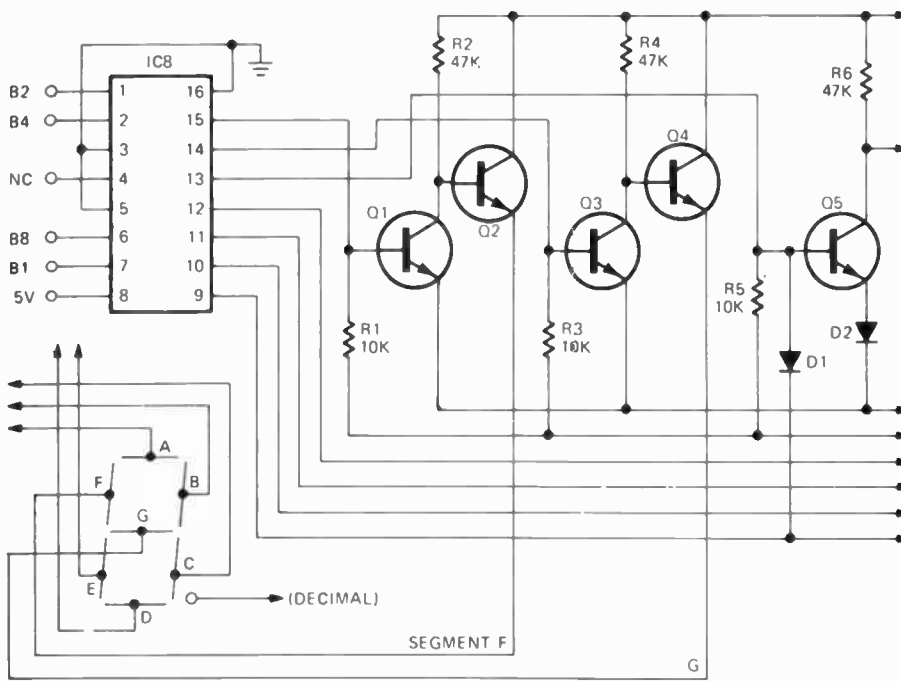 IC8
B2
B4
NC
B8
B1
5V
1
2
3
4
5
6
7
8
16
15
14
13
12
11
10
9
R2
47K
R4
47K
R6
47K
Q1
Q2
Q3
Q4
Q5
R1
10K
R3
10K
R5
10K
D1
D2
A
B
F
G
C
E
D
(DECIMAL)
SEGMENT F
G